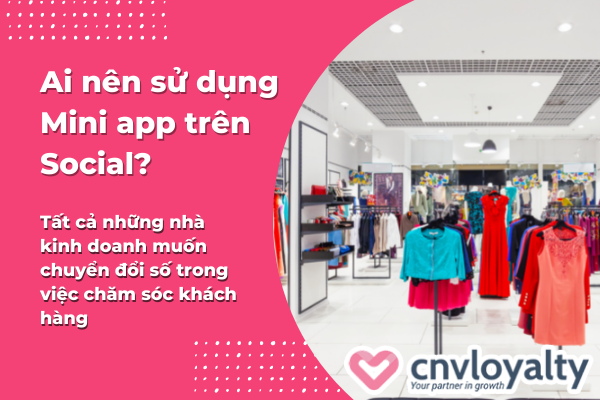 Ai nên sử dụng
Mini app trên
Social?
Tất cả những nhà
kinh doanh muốn
chuyển đổi số trong
việc chăm sóc khách
hàng
cnvloyalty
Your partner in growth